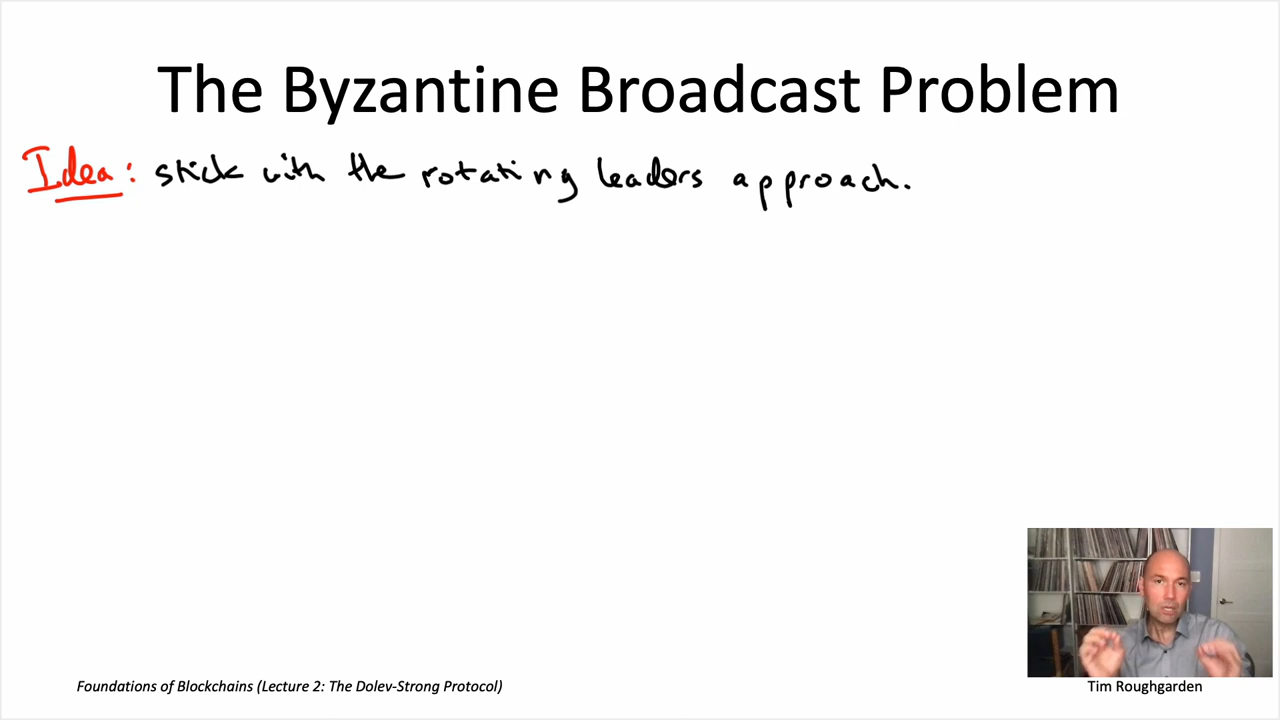 The Byzantine Broadcast Problem
Idea: stick with the rotating leaders approach.
Foundations of Blockchains (Lecture 2: The Dolev-Strong Protocol)
Tim Roughgarden